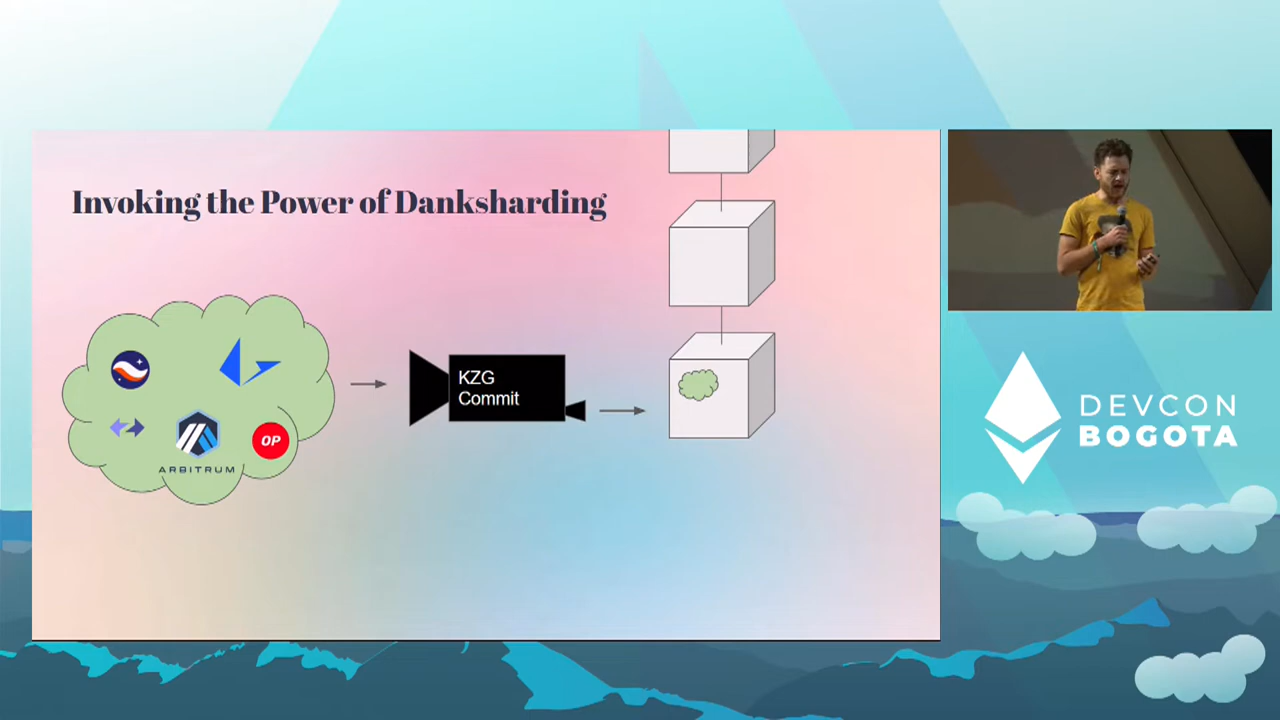 Invoking the Power of Danksharding
KZG
Commit
ARBITRUM
OP
DEVCON
BOGOTA